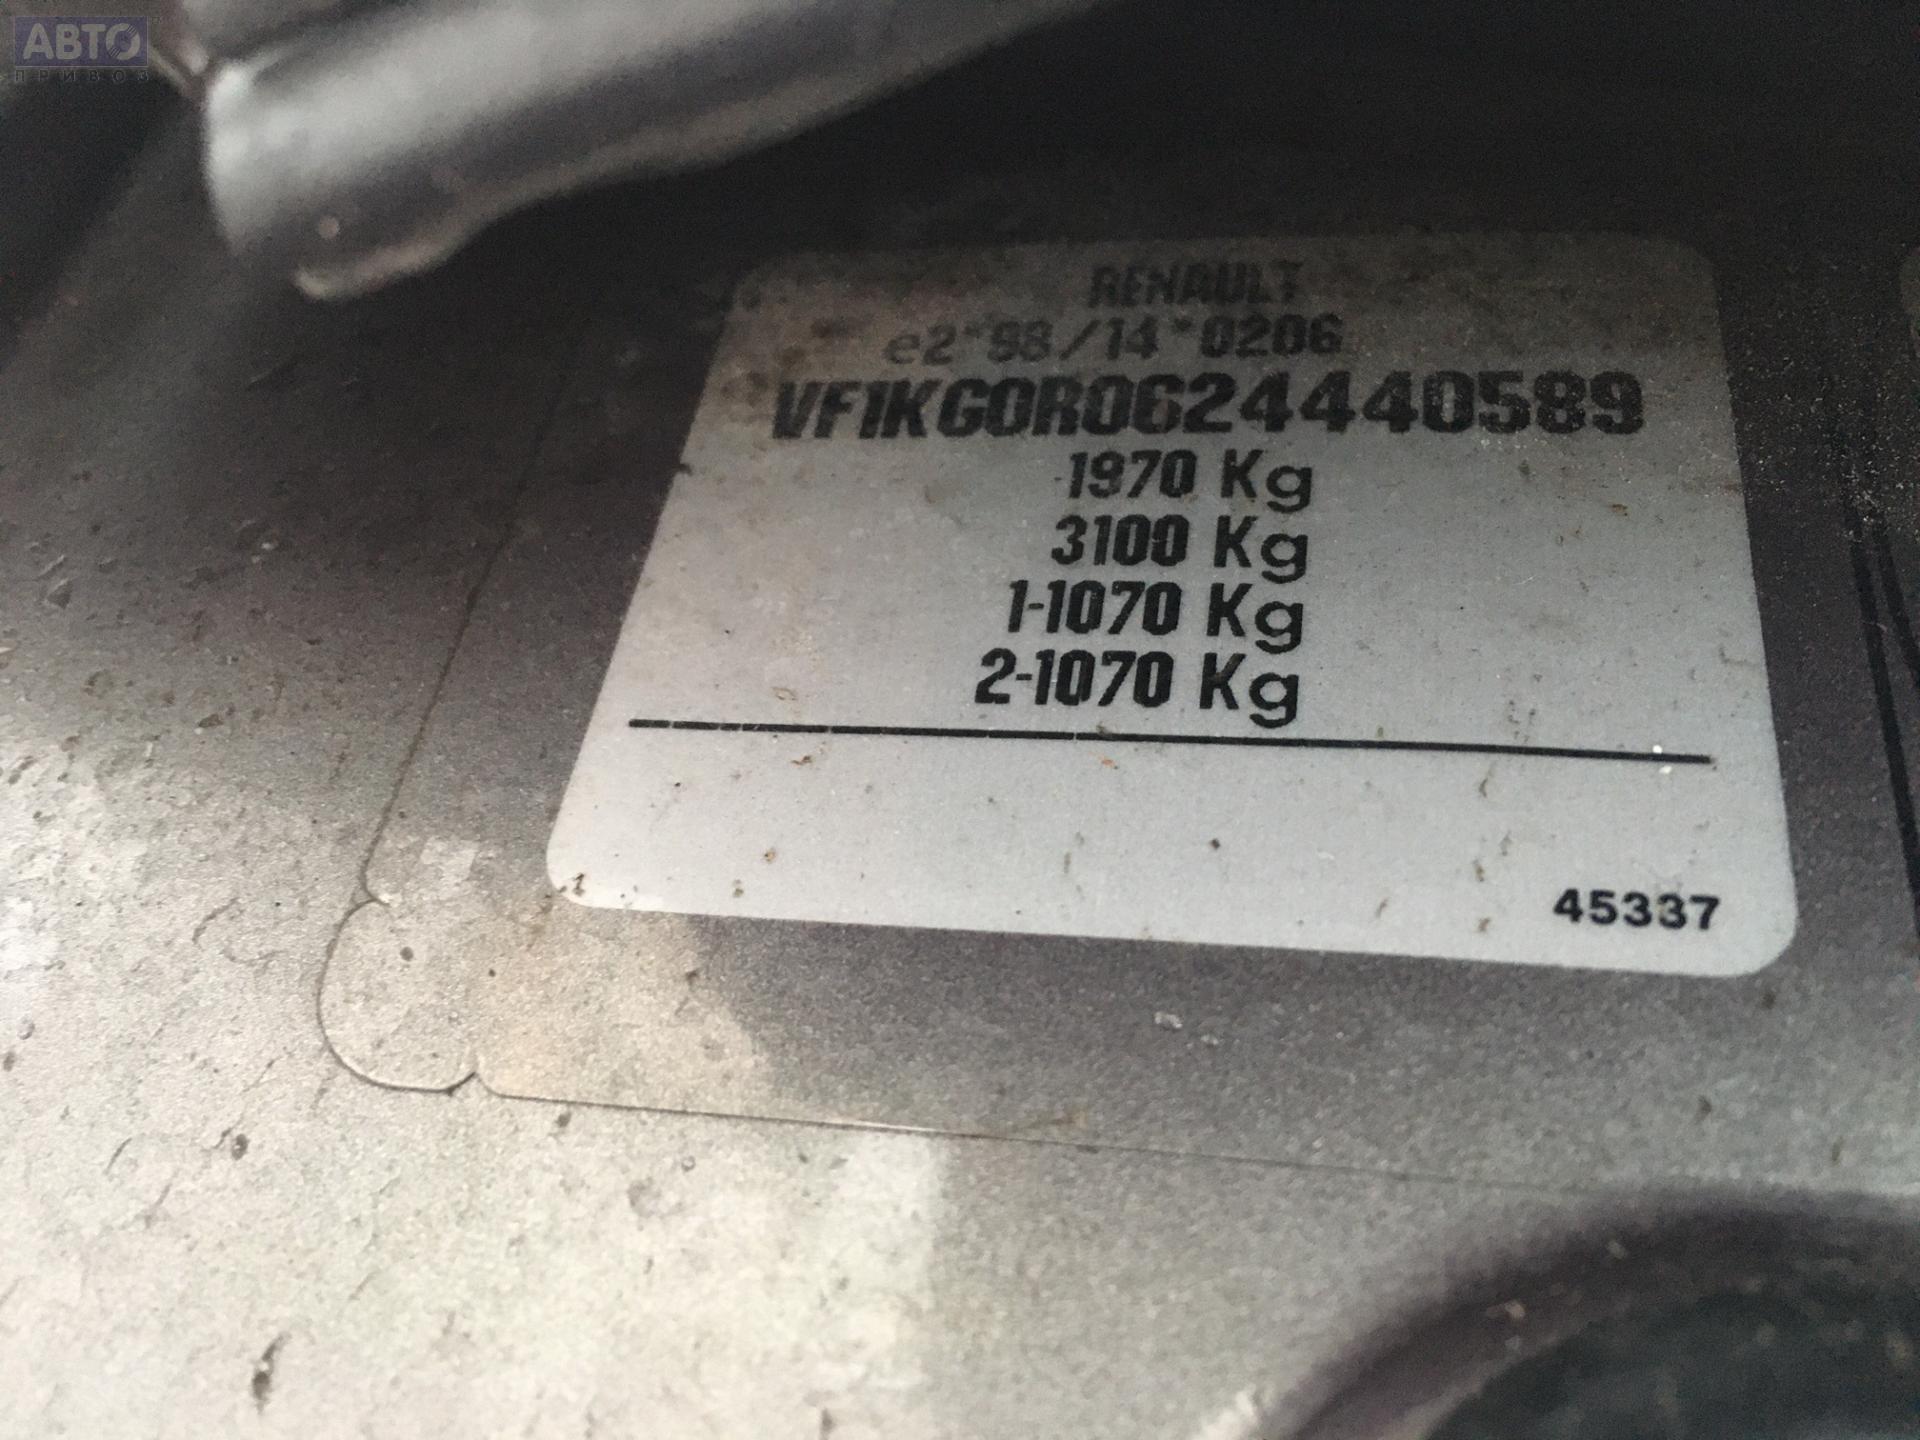 АВТО
ПРИВОЗ
RENAULT
e2*98/14*0206
VF1KG0R0624440589
1970 Kg
3100 Kg
1-1070 Kg
2-1070 Kg
45337